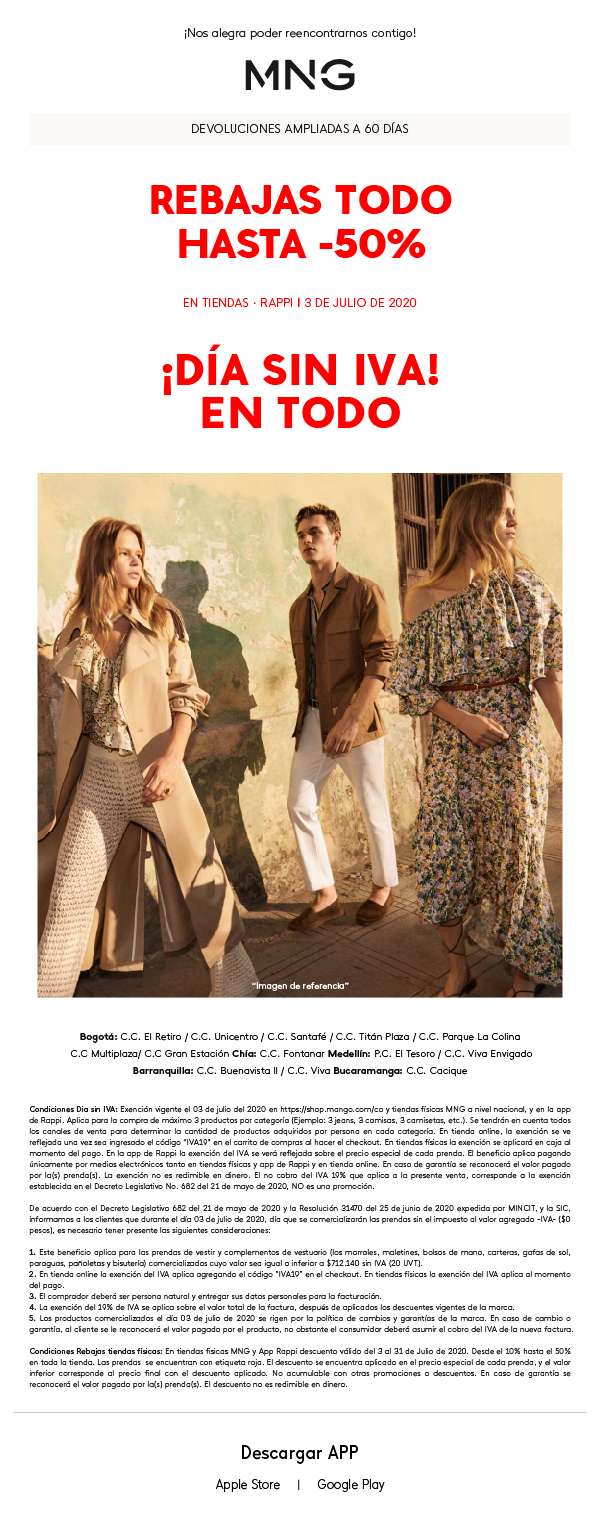 ¡Nos alegra poder reencontrarnos contigo!
MNG
DEVOLUCIONES AMPLIADAS A 60 DÍAS
REBAJAS TODO
HASTA -50%
EN TIENDAS · RAPPI I 3 DE JULIO DE 2020
¡DÍA SIN IVA!
EN TODO
"Imagen de referencia"
Bogotá: C.C. El Retiro / C.C. Unicentro / C.C. Santafé / C.C. Titán Plaza / C.C. Parque La Colina
C.C Multiplaza/ C.C Gran Estación Chía: C.C. Fontanar Medellín: P.C. El Tesoro / C.C. Viva Envigado
Barranquilla: C.C. Buenavista II / C.C. Viva Bucaramanga: C.C. Cacique
Condiciones Dia sin IVA: Exención vigente el 03 de julio del 2020 en https://shop.mango.com/co y tiendas físicas MNG a nivel nacional, y en la app
de Rappi. Aplica para la compra de máximo 3 productos por categoría (Ejemplo: 3 jeans, 3 camisas, 3 camisetas, etc.). Se tendrán en cuenta todos
los canales de venta para determinar la cantidad de productos adquiridos por persona en cada categoría. En tienda online, la exención se ve
reflejada una vez sea ingresado el código "IVA19" en el carrito de compras al hacer el checkout. En tiendas físicas la exención se aplicará en caja al
momento del pago. En la app de Rappi la exención del IVA se verá reflejada sobre el precio especial de cada prenda. El beneficio aplica pagando
únicamente por medios electrónicos tanto en tiendas físicas y app de Rappi y en tienda online. En caso de garantía se reconocerá el valor pagado
por la(s) prenda(s). La exención no es redimible en dinero. El no cobro del IVA 19% que aplica a la presente venta, corresponde a la exención
establecida en el Decreto Legislativo No. 682 del 21 de mayo de 2020, NO es una promoción.
De acuerdo con el Decreto Legislativo 682 del 21 de mayo de 2020 y la Resolución 31470 del 25 de junio de 2020 expedida por MINCIT, y la SIC,
informamos a los clientes que durante el día 03 de julio de 2020, día que se comercializarán las prendas sin el impuesto al valor agregado -IVA- ($0
pesos), es necesario tener presente las siguientes consideraciones:
1. Este beneficio aplica para las prendas de vestir y complementos de vestuario (los morrales, maletines, bolsos de mano, carteras, gafas de sol,
paraguas, pañoletas y bisutería) comercializados cuyo valor sea igual o inferior a $712.140 sin IVA (20 UVT).
2. En tienda online la exención del IVA aplica agregando el código "IVA19" en el checkout. En tiendas físicas la exención del IVA aplica al momento
del pago.
3. El comprador deberá ser persona natural y entregar sus datos personales para la facturación.
4. La exención del 19% de IVA se aplica sobre el valor total de la factura, después de aplicados los descuentos vigentes de la marca.
5. Los productos comercializados el día 03 de julio de 2020 se rigen por la política de cambios y garantías de la marca. En caso de cambio o
garantía, al cliente se le reconocerá el valor pagado por el producto, no obstante el consumidor deberá asumir el cobro del IVA de la nueva factura.
Condiciones Rebajas tiendas físicas: En tiendas físicas MNG y App Rappi descuento válido del 3 al 31 de Julio de 2020. Desde el 10% hasta el 50%
en toda la tienda. Las prendas se encuentran con etiqueta roja. El descuento se encuentra aplicado en el precio especial de cada prenda, y el valor
inferior corresponde al precio final con el descuento aplicado. No acumulable con otras promociones o descuentos. En caso de garantía se
reconocerá el valor pagado por la(s) prenda(s). El descuento no es redimible en dinero.
Descargar APP
Apple Store | Google Play